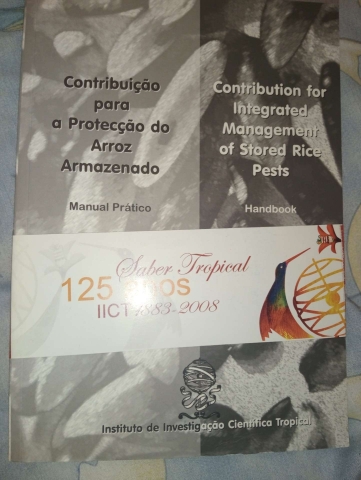 Contribuição
para
a Protecção do
Arroz
Armazenado
Manual Prático
Contribution for
Integrated
Management
of Stored Rice
Pests
Handbook
Saber Tropical
125 anos
IICT 1883-2008
Instituto de Investigação Científica Tropical